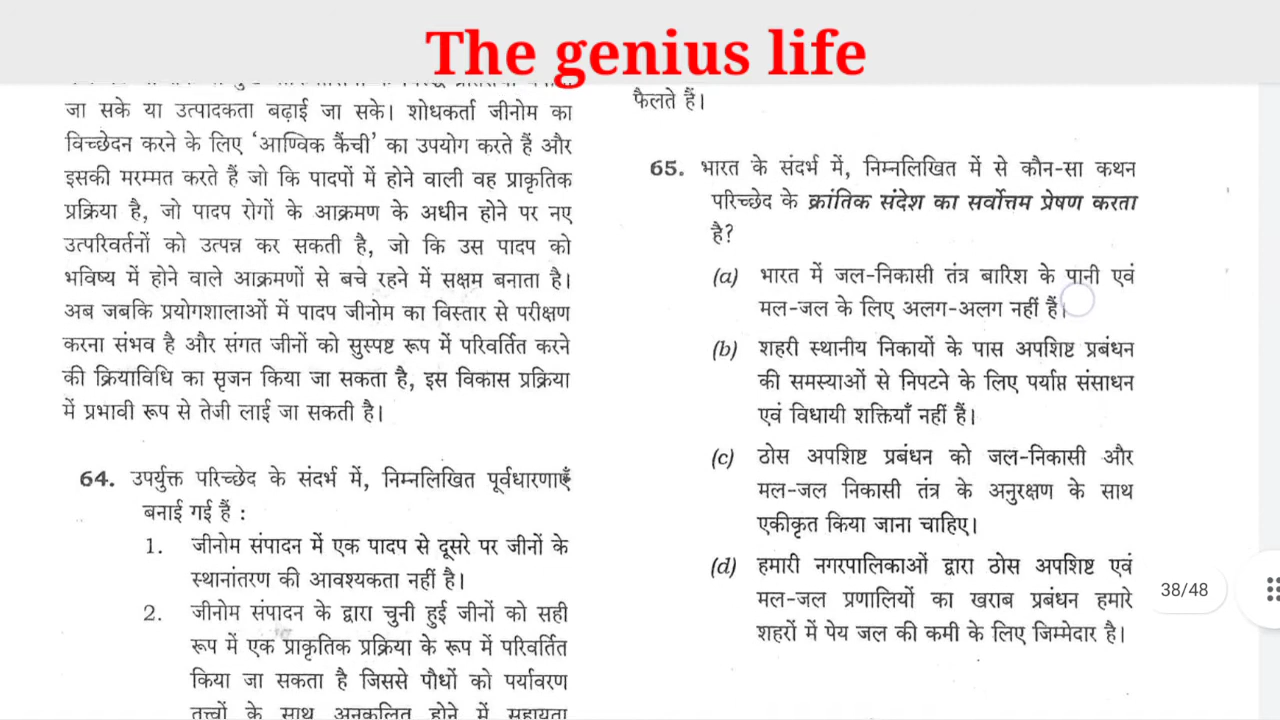 The genius life
जा सके या उत्पादकता बढ़ाई जा सके। शोधकर्ता जीनोम का
विच्छेदन करने के लिए ‘आण्विक कैंची’ का उपयोग करते हैं और
इसकी मरम्मत करते हैं जो कि पादपों में होने वाली वह प्राकृतिक
प्रक्रिया है, जो पादप रोगों के आक्रमण के अधीन होने पर नए
उत्परिवर्तनों को उत्पन्न कर सकती है, जो कि उस पादप को
भविष्य में होने वाले आक्रमणों से बचे रहने में सक्षम बनाता है।
अब जबकि प्रयोगशालाओं में पादप जीनोम का विस्तार से परीक्षण
करना संभव है और संगत जीनों को सुस्पष्ट रूप में परिवर्तित करने
की क्रियाविधि का सृजन किया जा सकता है, इस विकास प्रक्रिया
में प्रभावी रूप से तेजी लाई जा सकती है।
64. उपर्युक्त परिच्छेद के संदर्भ में, निम्नलिखित पूर्वधारणाएँ
बनाई गई हैं :
1. जीनोम संपादन में एक पादप से दूसरे पर जीनों के
स्थानांतरण की आवश्यकता नहीं है।
2. जीनोम संपादन के द्वारा चुनी हुई जीनों को सही
रूप में एक प्राकृतिक प्रक्रिया के रूप में परिवर्तित
किया जा सकता है जिससे पौधों को पर्यावरण
तत्त्वों के साथ अनुकूलित होने में सहायता
फैलते हैं।
65. भारत के संदर्भ में, निम्नलिखित में से कौन-सा कथन
परिच्छेद के क्रांतिक संदेश का सर्वोत्तम प्रेषण करता
है?
(a) भारत में जल-निकासी तंत्र बारिश के पानी एवं
मल-जल के लिए अलग-अलग नहीं हैं।
(b) शहरी स्थानीय निकायों के पास अपशिष्ट प्रबंधन
की समस्याओं से निपटने के लिए पर्याप्त संसाधन
एवं विधायी शक्तियाँ नहीं हैं।
(c) ठोस अपशिष्ट प्रबंधन को जल-निकासी और
मल-जल निकासी तंत्र के अनुरक्षण के साथ
एकीकृत किया जाना चाहिए।
(d) हमारी नगरपालिकाओं द्वारा ठोस अपशिष्ट एवं
मल-जल प्रणालियों का खराब प्रबंधन हमारे
शहरों में पेय जल की कमी के लिए जिम्मेदार है।
38/48